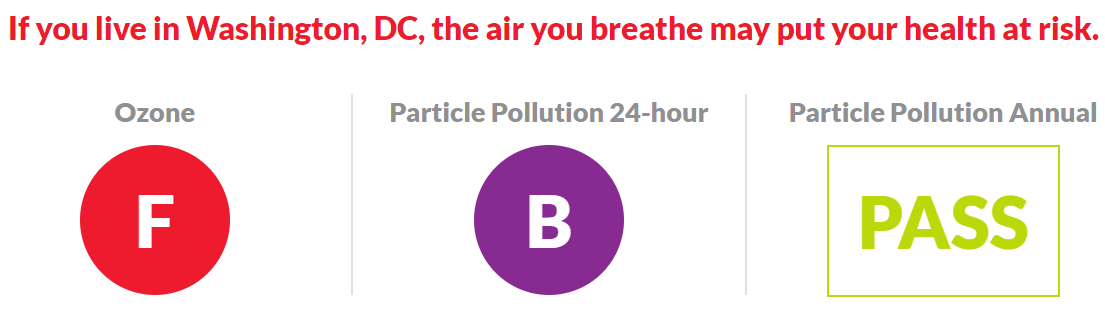 If you live in Washington, DC, the air you breathe may put your health at risk.
Ozone
F
Particle Pollution 24-hour
B
Particle Pollution Annual
PASS